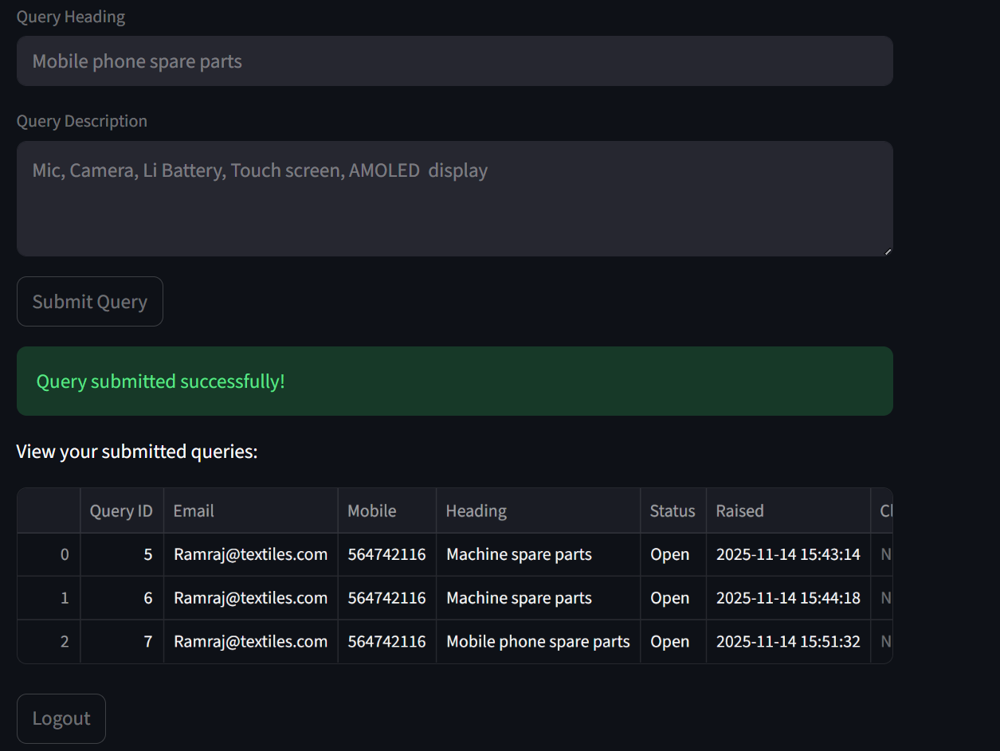 Query Heading
Mobile phone spare parts
Query Description
Mic, Camera, Li Battery, Touch screen, AMOLED  display
Submit Query
Query submitted successfully!
View your submitted queries:
Query ID Email Mobile Heading Status Raised
0 5 Ramraj@textiles.com 564742116 Machine spare parts Open 2025-11-14 15:43:14
1 6 Ramraj@textiles.com 564742116 Machine spare parts Open 2025-11-14 15:44:18
2 7 Ramraj@textiles.com 564742116 Mobile phone spare parts Open 2025-11-14 15:51:32
Logout